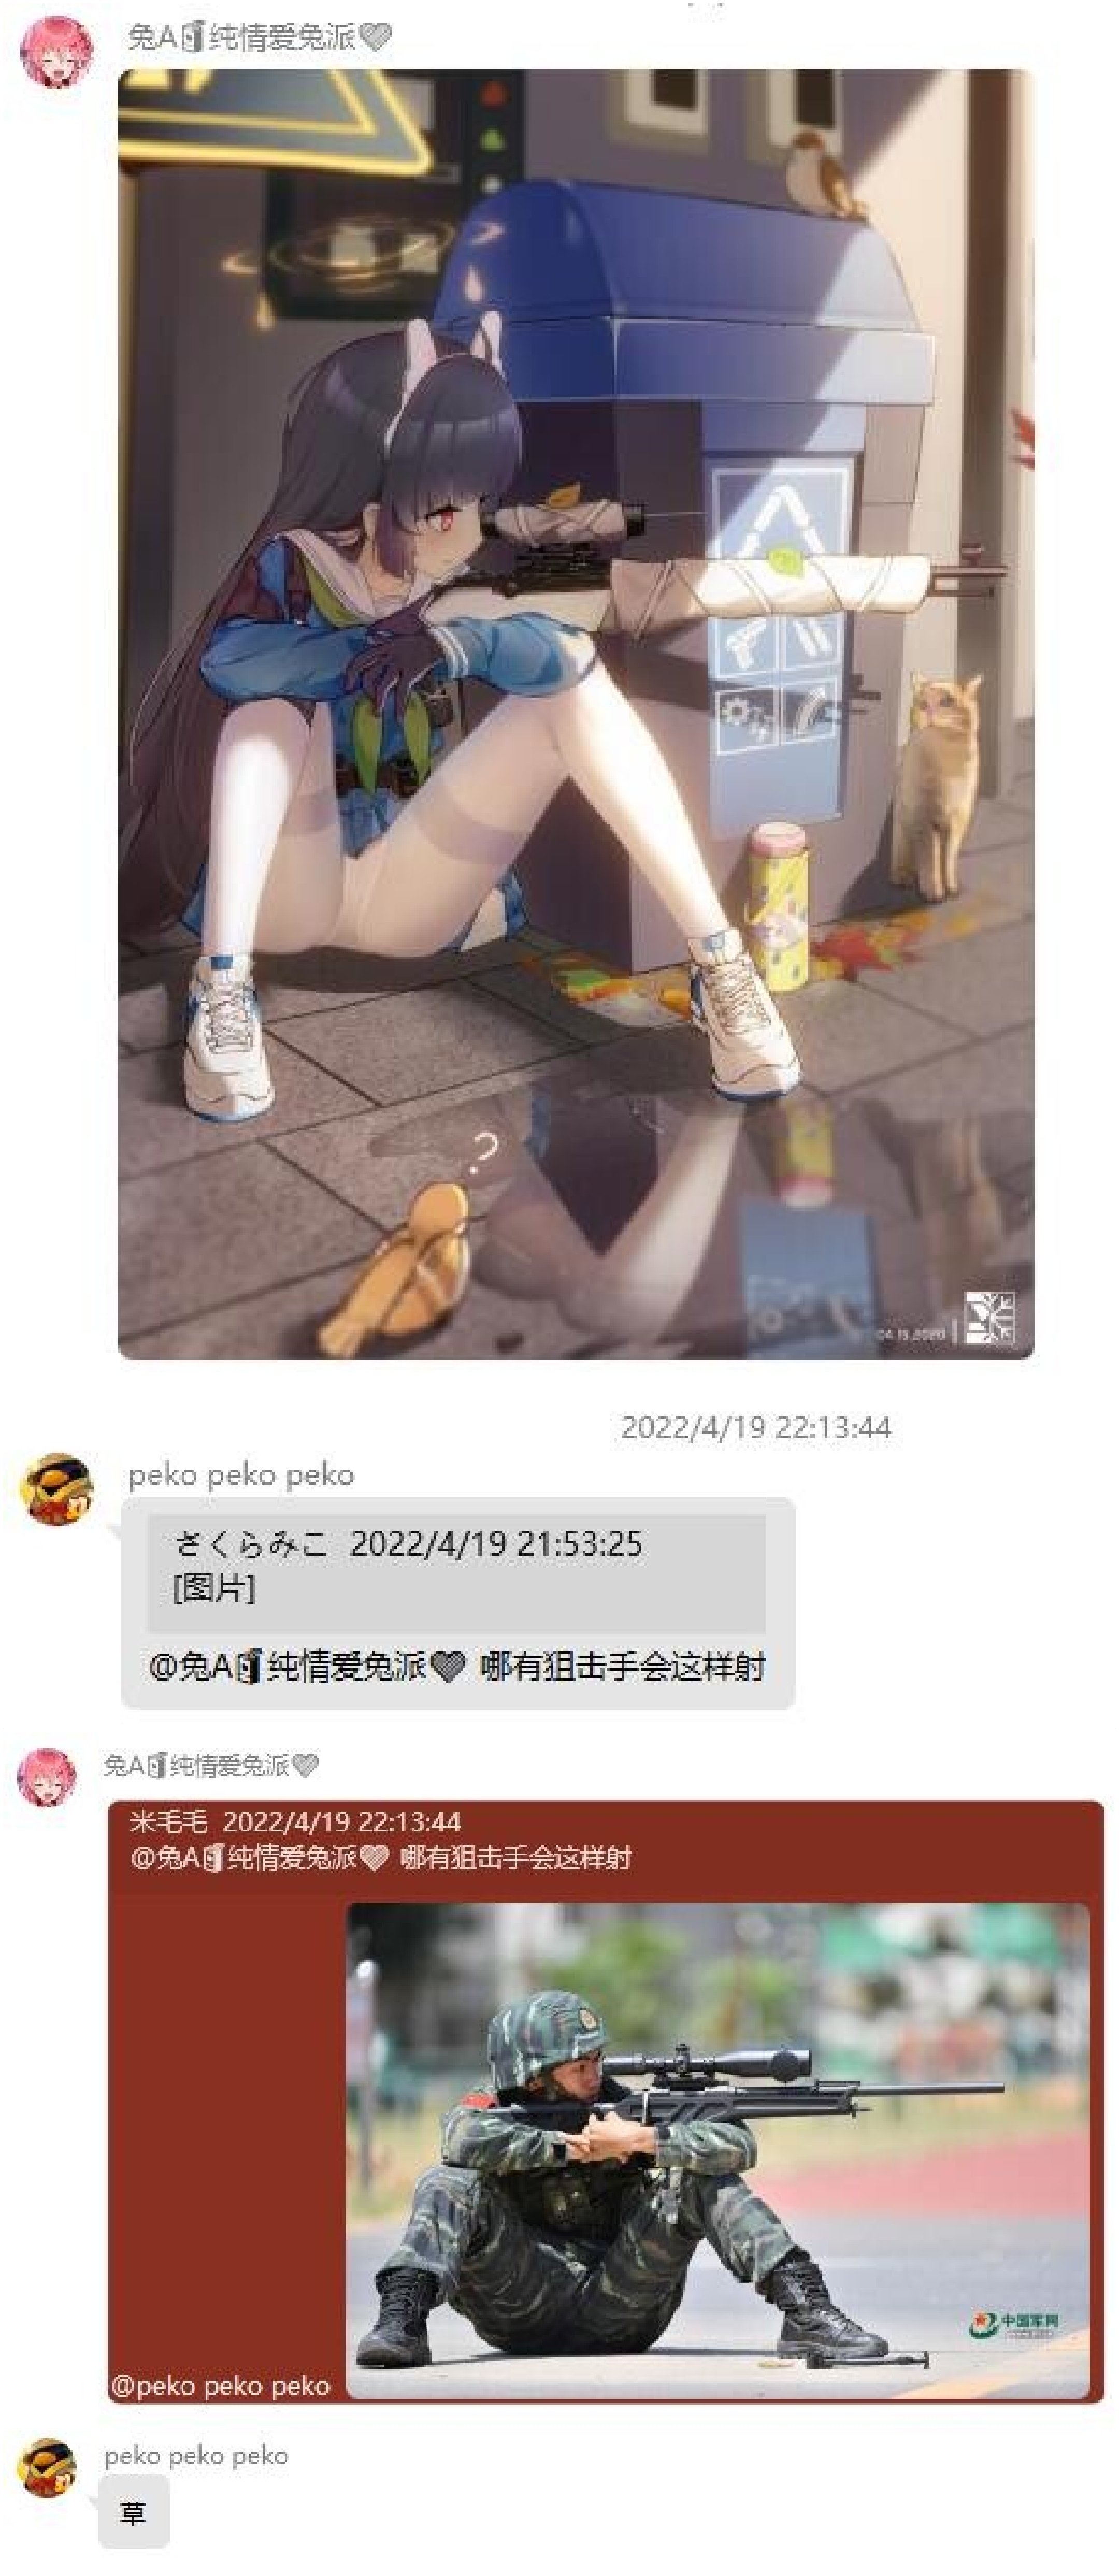 兔A🥛纯情爱兔派💗
?
04.19.2020
2022/4/19 22:13:44
peko peko peko
さくらみこ 2022/4/19 21:53:25
[图片]
@兔A🥛纯情爱兔派💗 哪有狙击手会这样射
兔A🥛纯情爱兔派💗
米毛毛 2022/4/19 22:13:44
@兔A🥛纯情爱兔派💗 哪有狙击手会这样射
中国军网
@peko peko peko
peko peko peko
草